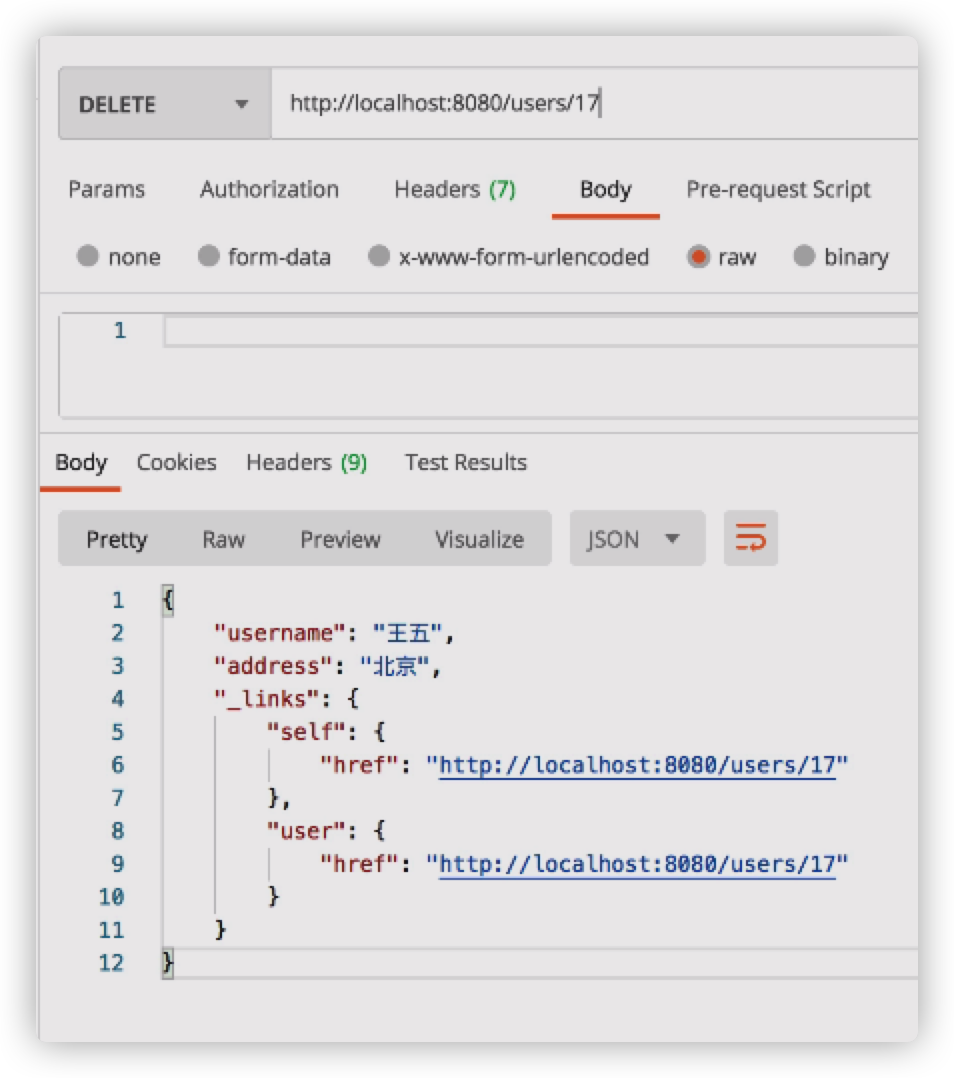 DELETE http://localhost:8080/users/17
Params Authorization Headers (7) Body Pre-request Script
none form-data x-www-form-urlencoded raw binary
1
Body Cookies Headers (9) Test Results
Pretty Raw Preview Visualize JSON
1 {
2 "username": "王五",
3 "address": "北京",
4 "_links": {
5 "self": {
6 "href": "http://localhost:8080/users/17"
7 },
8 "user": {
9 "href": "http://localhost:8080/users/17"
10 }
11 }
12 }